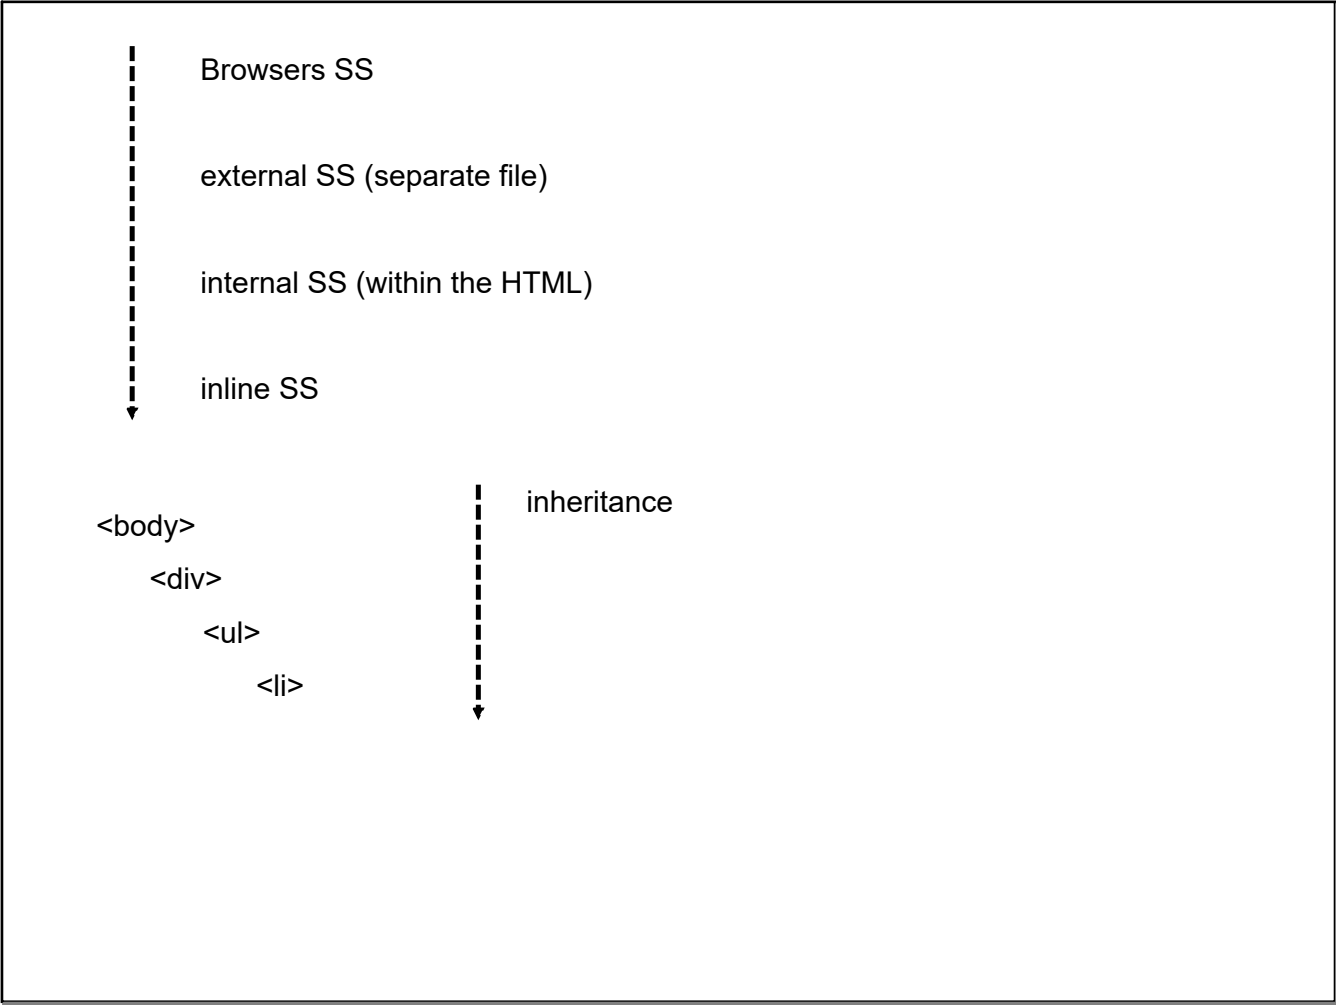 Browsers SS
external SS (separate file)
internal SS (within the HTML)
inline SS
inheritance
<body>
<div>
<ul>
<li>